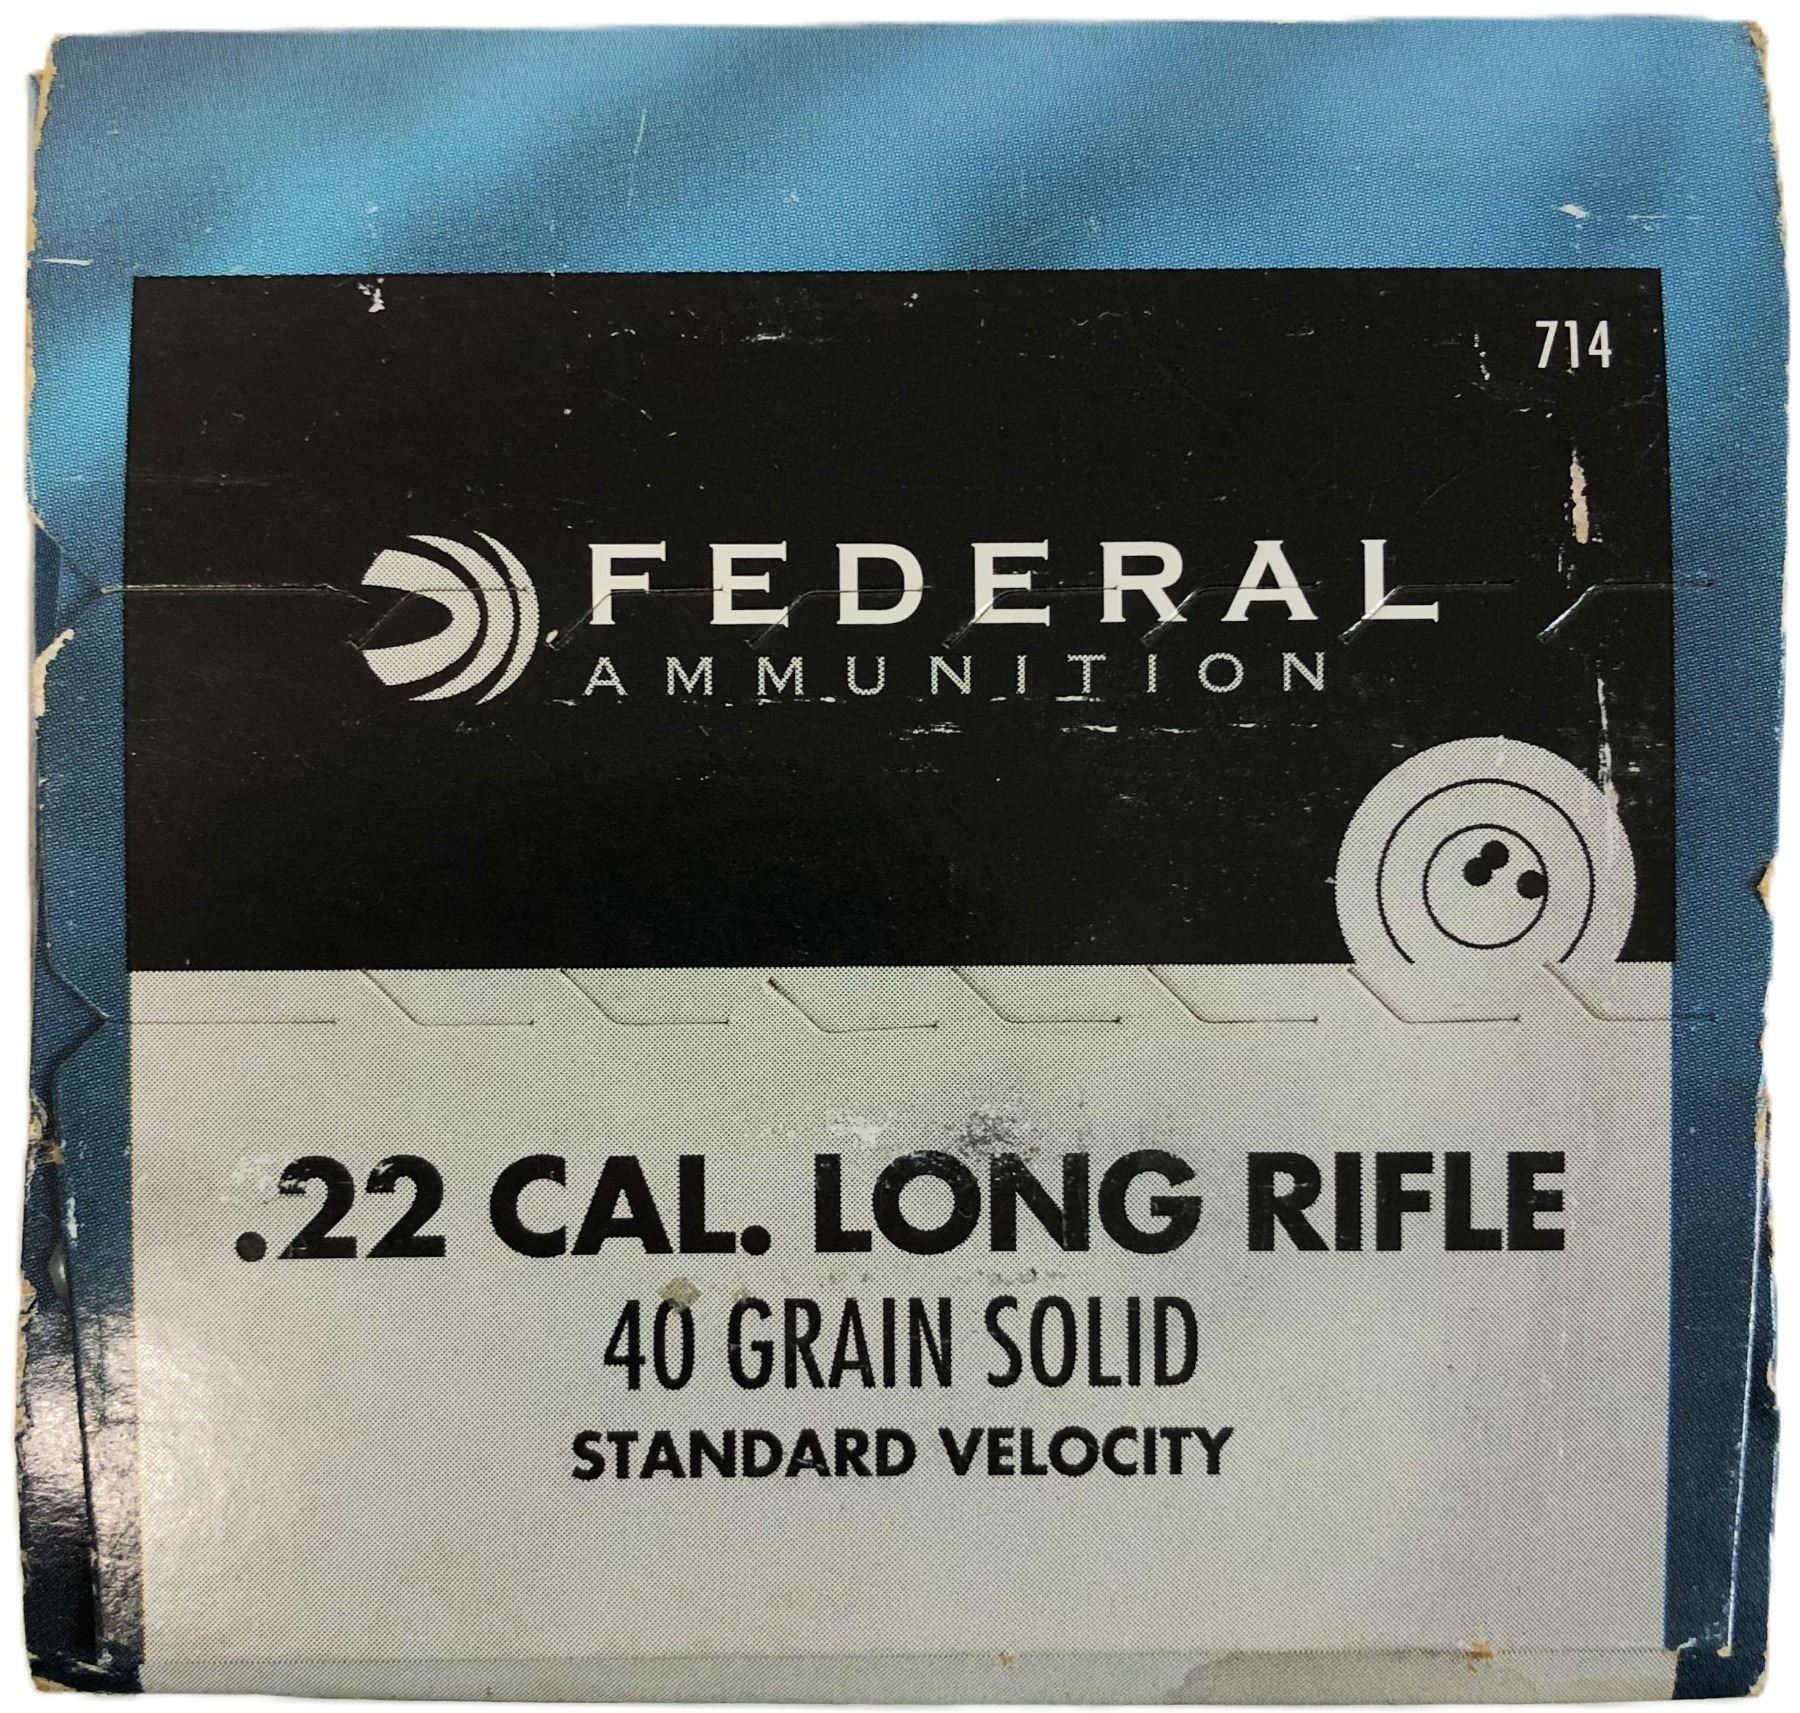 714
FEDERAL
AMMUNITION
.22 CAL. LONG RIFLE
40 GRAIN SOLID
STANDARD VELOCITY